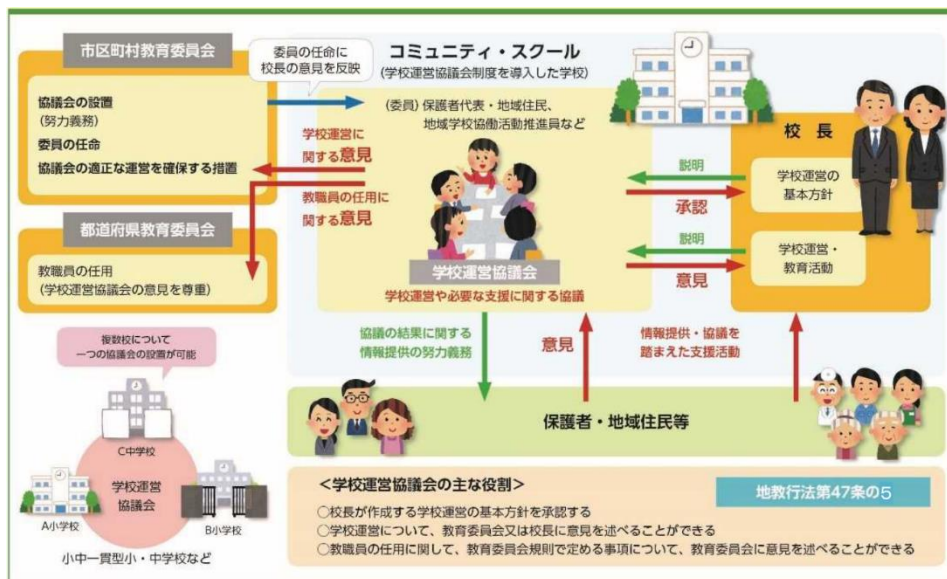 市区町村教育委員会
協議会の設置
(努力義務)
委員の任命
協議会の適正な運営を確保する措置
委員の任命に
校長の意見を反映
コミュニティ・スクール
(学校運営協議会制度を導入した学校)
(委員)保護者代表・地域住民、
地域学校協働活動推進員など
学校運営に
関する意見
教職員の任用に
関する意見
学校運営協議会
学校運営や必要な支援に関する協議
説明
承認
説明
意見
校長
学校運営の
基本方針
学校運営・
教育活動
都道府県教育委員会
教職員の任用
(学校運営協議会の意見を尊重)
協議の結果に関する
情報提供の努力義務
意見
情報提供・協議を
踏まえた支援活動
保護者・地域住民等
複数校について
一つの協議会の設置が可能
C中学校
学校運営
協議会
A小学校
B小学校
小中一貫型小・中学校など
<学校運営協議会の主な役割>
地教行法第47条の5
○校長が作成する学校運営の基本方針を承認する
○学校運営について、教育委員会又は校長に意見を述べることができる
○教職員の任用に関して、教育委員会規則で定める事項について、教育委員会に意見を述べることができる